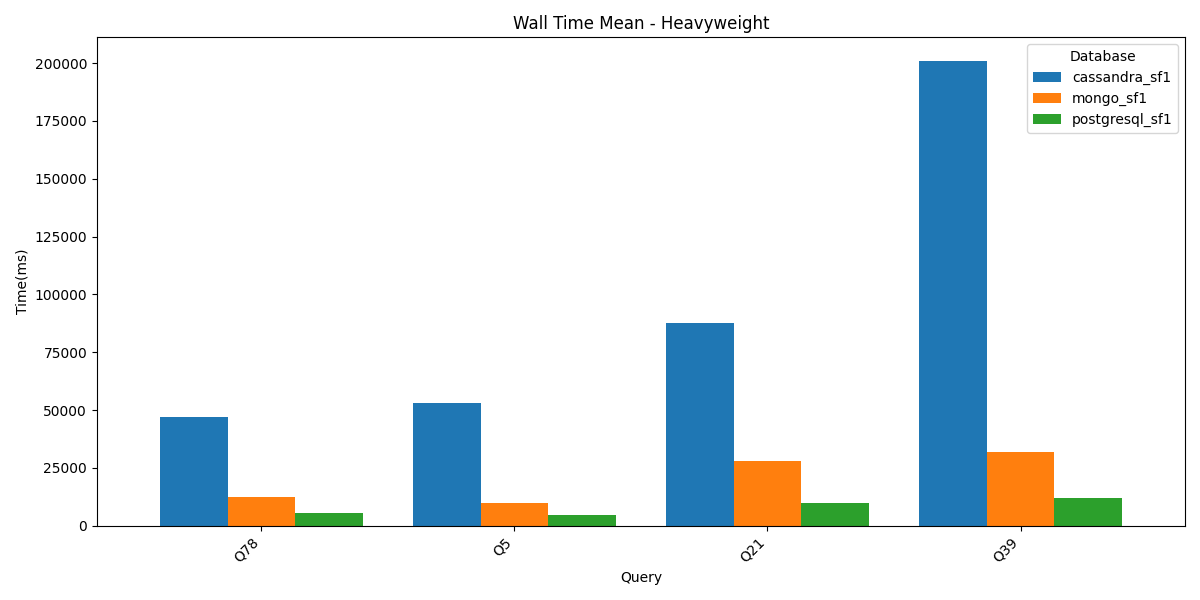 Wall Time Mean - Heavyweight
Database
cassandra_sf1
mongo_sf1
postgresql_sf1
Time(ms)
200000
175000
150000
125000
100000
75000
50000
25000
0
Q78
Q5
Q21
Q39
Query